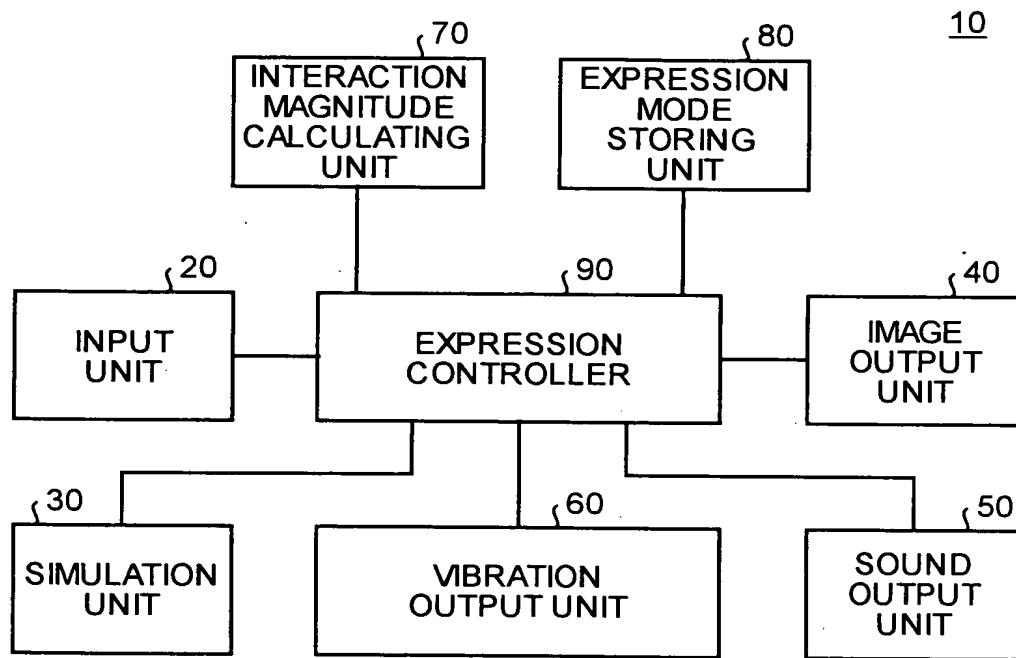 10
70
INTERACTION
MAGNITUDE
CALCULATING
UNIT
80
EXPRESSION
MODE
STORING
UNIT
20
INPUT
UNIT
90
EXPRESSION
CONTROLLER
40
IMAGE
OUTPUT
UNIT
30
SIMULATION
UNIT
60
VIBRATION
OUTPUT UNIT
50
SOUND
OUTPUT
UNIT